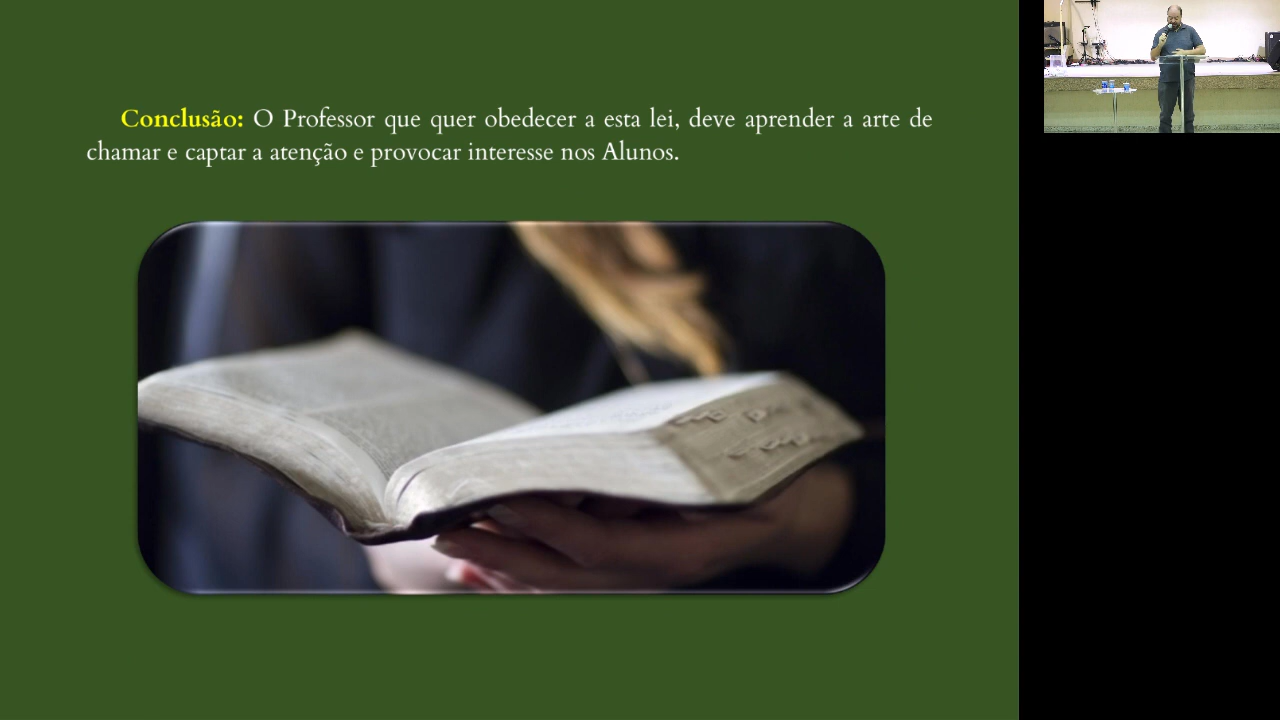 Conclusão: O Professor que quer obedecer a esta lei, deve aprender a arte de
chamar e captar a atenção e provocar interesse nos Alunos.